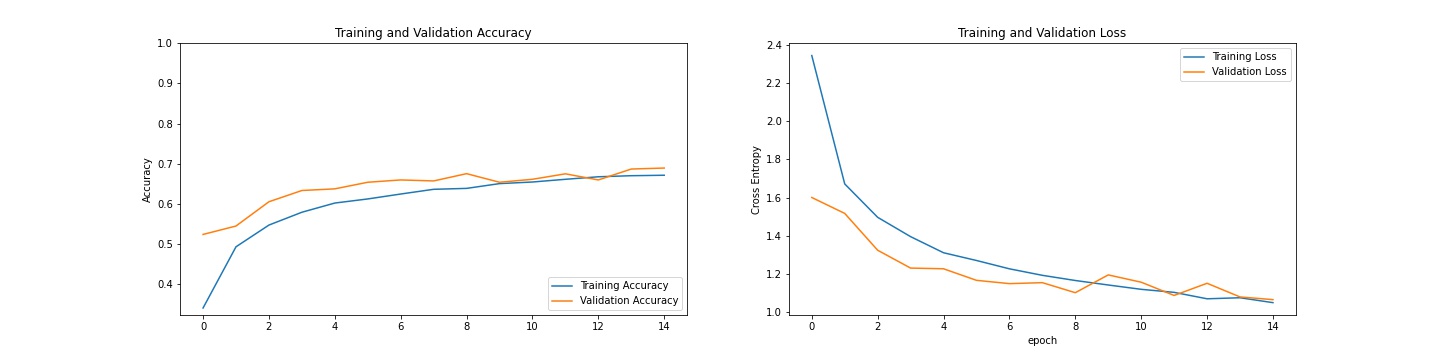 Training and Validation Accuracy
1.0
0.9
0.8
0.7
0.6
0.5
0.4
Accuracy
0 2 4 6 8 10 12 14
Training Accuracy
Validation Accuracy
Training and Validation Loss
2.4
2.2
2.0
1.8
1.6
1.4
1.2
1.0
Cross Entropy
0 2 4 6 8 10 12 14
epoch
Training Loss
Validation Loss